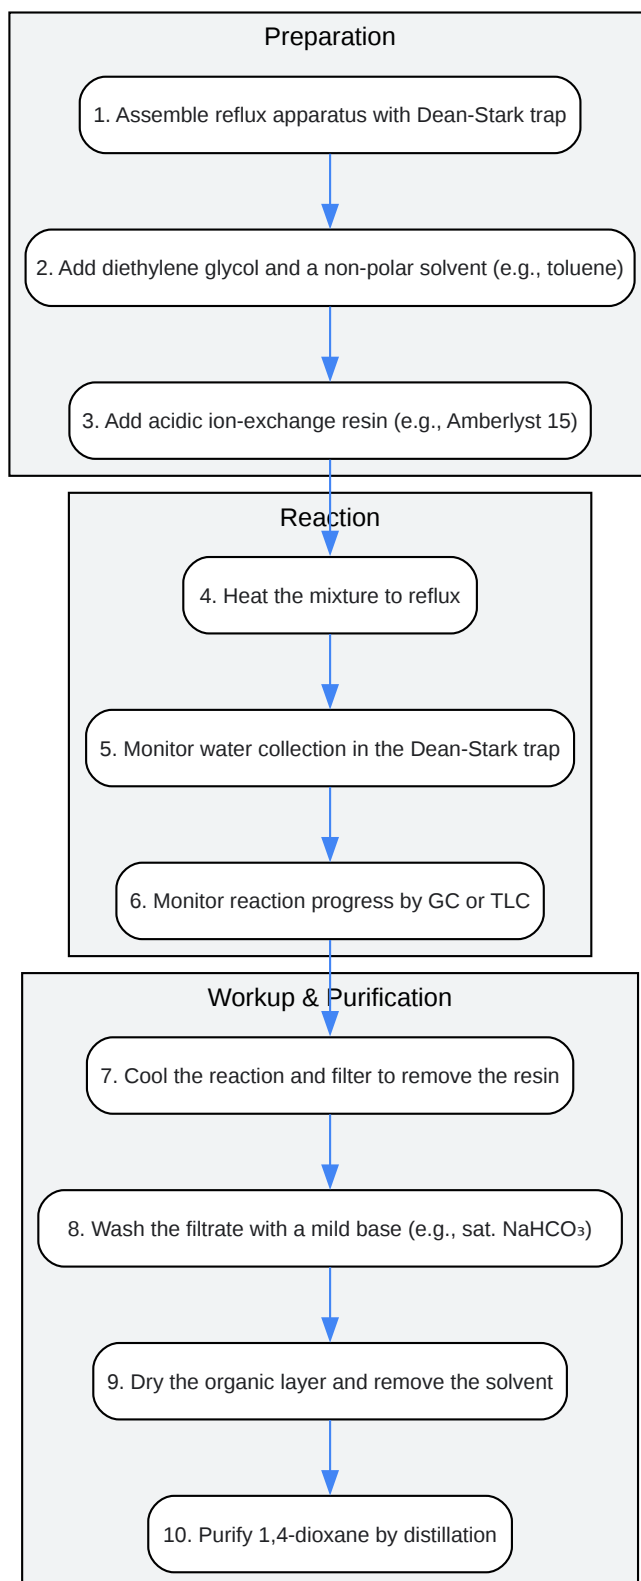 Preparation
1. Assemble reflux apparatus with Dean-Stark trap
2. Add diethylene glycol and a non-polar solvent (e.g., toluene)
3. Add acidic ion-exchange resin (e.g., Amberlyst 15)
Reaction
4. Heat the mixture to reflux
5. Monitor water collection in the Dean-Stark trap
6. Monitor reaction progress by GC or TLC
Workup & Purification
7. Cool the reaction and filter to remove the resin
8. Wash the filtrate with a mild base (e.g., sat. NaHCO₃)
9. Dry the organic layer and remove the solvent
10. Purify 1,4-dioxane by distillation